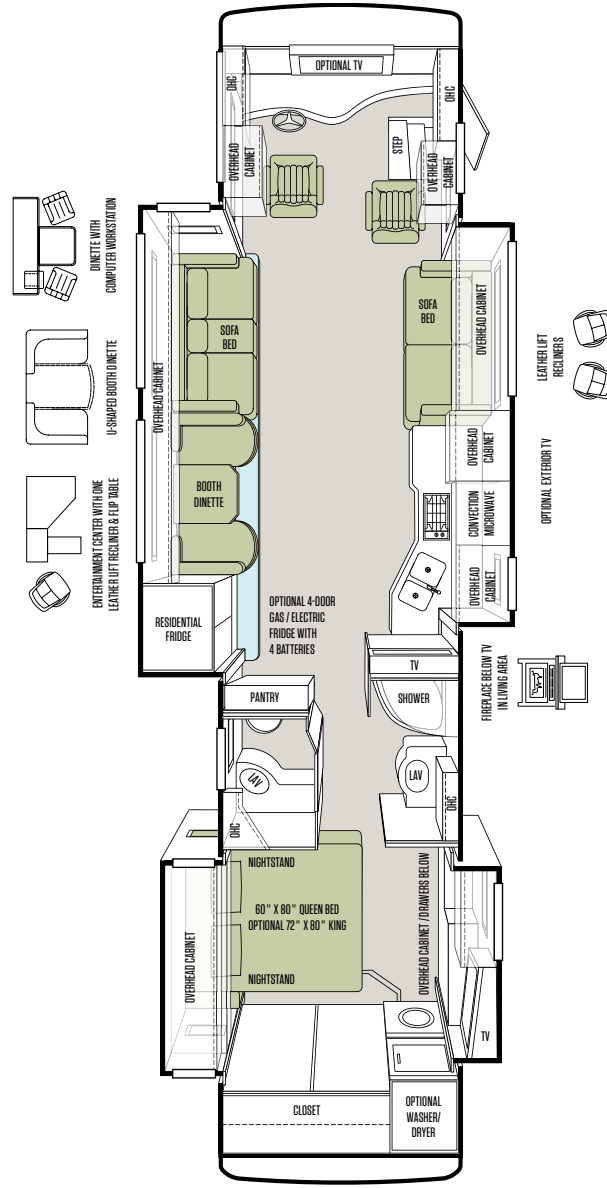 OPTIONAL TV
OHC
OHC
OVERHEAD
CABINET
STEP
OVERHEAD
CABINET
DINETTE WITH
COMPUTER WORKSTATION
U-SHAPED BOOTH DINETTE
ENTERTAINMENT CENTER WITH ONE
LEATHER LIFT RECLINER & FLIP TABLE
OVERHEAD CABINET
SOFA
BED
SOFA
BED
OVERHEAD CABINET
LEATHER LIFT
RECLINERS
BOOTH
DINETTE
OVERHEAD
CABINET
CONVECTION
MICROWAVE
OVERHEAD
CABINET
OPTIONAL EXTERIOR TV
RESIDENTIAL
FRIDGE
OPTIONAL 4-DOOR
GAS / ELECTRIC
FRIDGE WITH
4 BATTERIES
TV
FIREPLACE BELOW TV
IN LIVING AREA
PANTRY
SHOWER
LAV
LAV
OHC
OHC
NIGHTSTAND
60" X 80" QUEEN BED
OPTIONAL 72" X 80" KING
NIGHTSTAND
OVERHEAD CABINET
OVERHEAD CABINET / DRAWERS BELOW
TV
CLOSET
OPTIONAL
WASHER/
DRYER